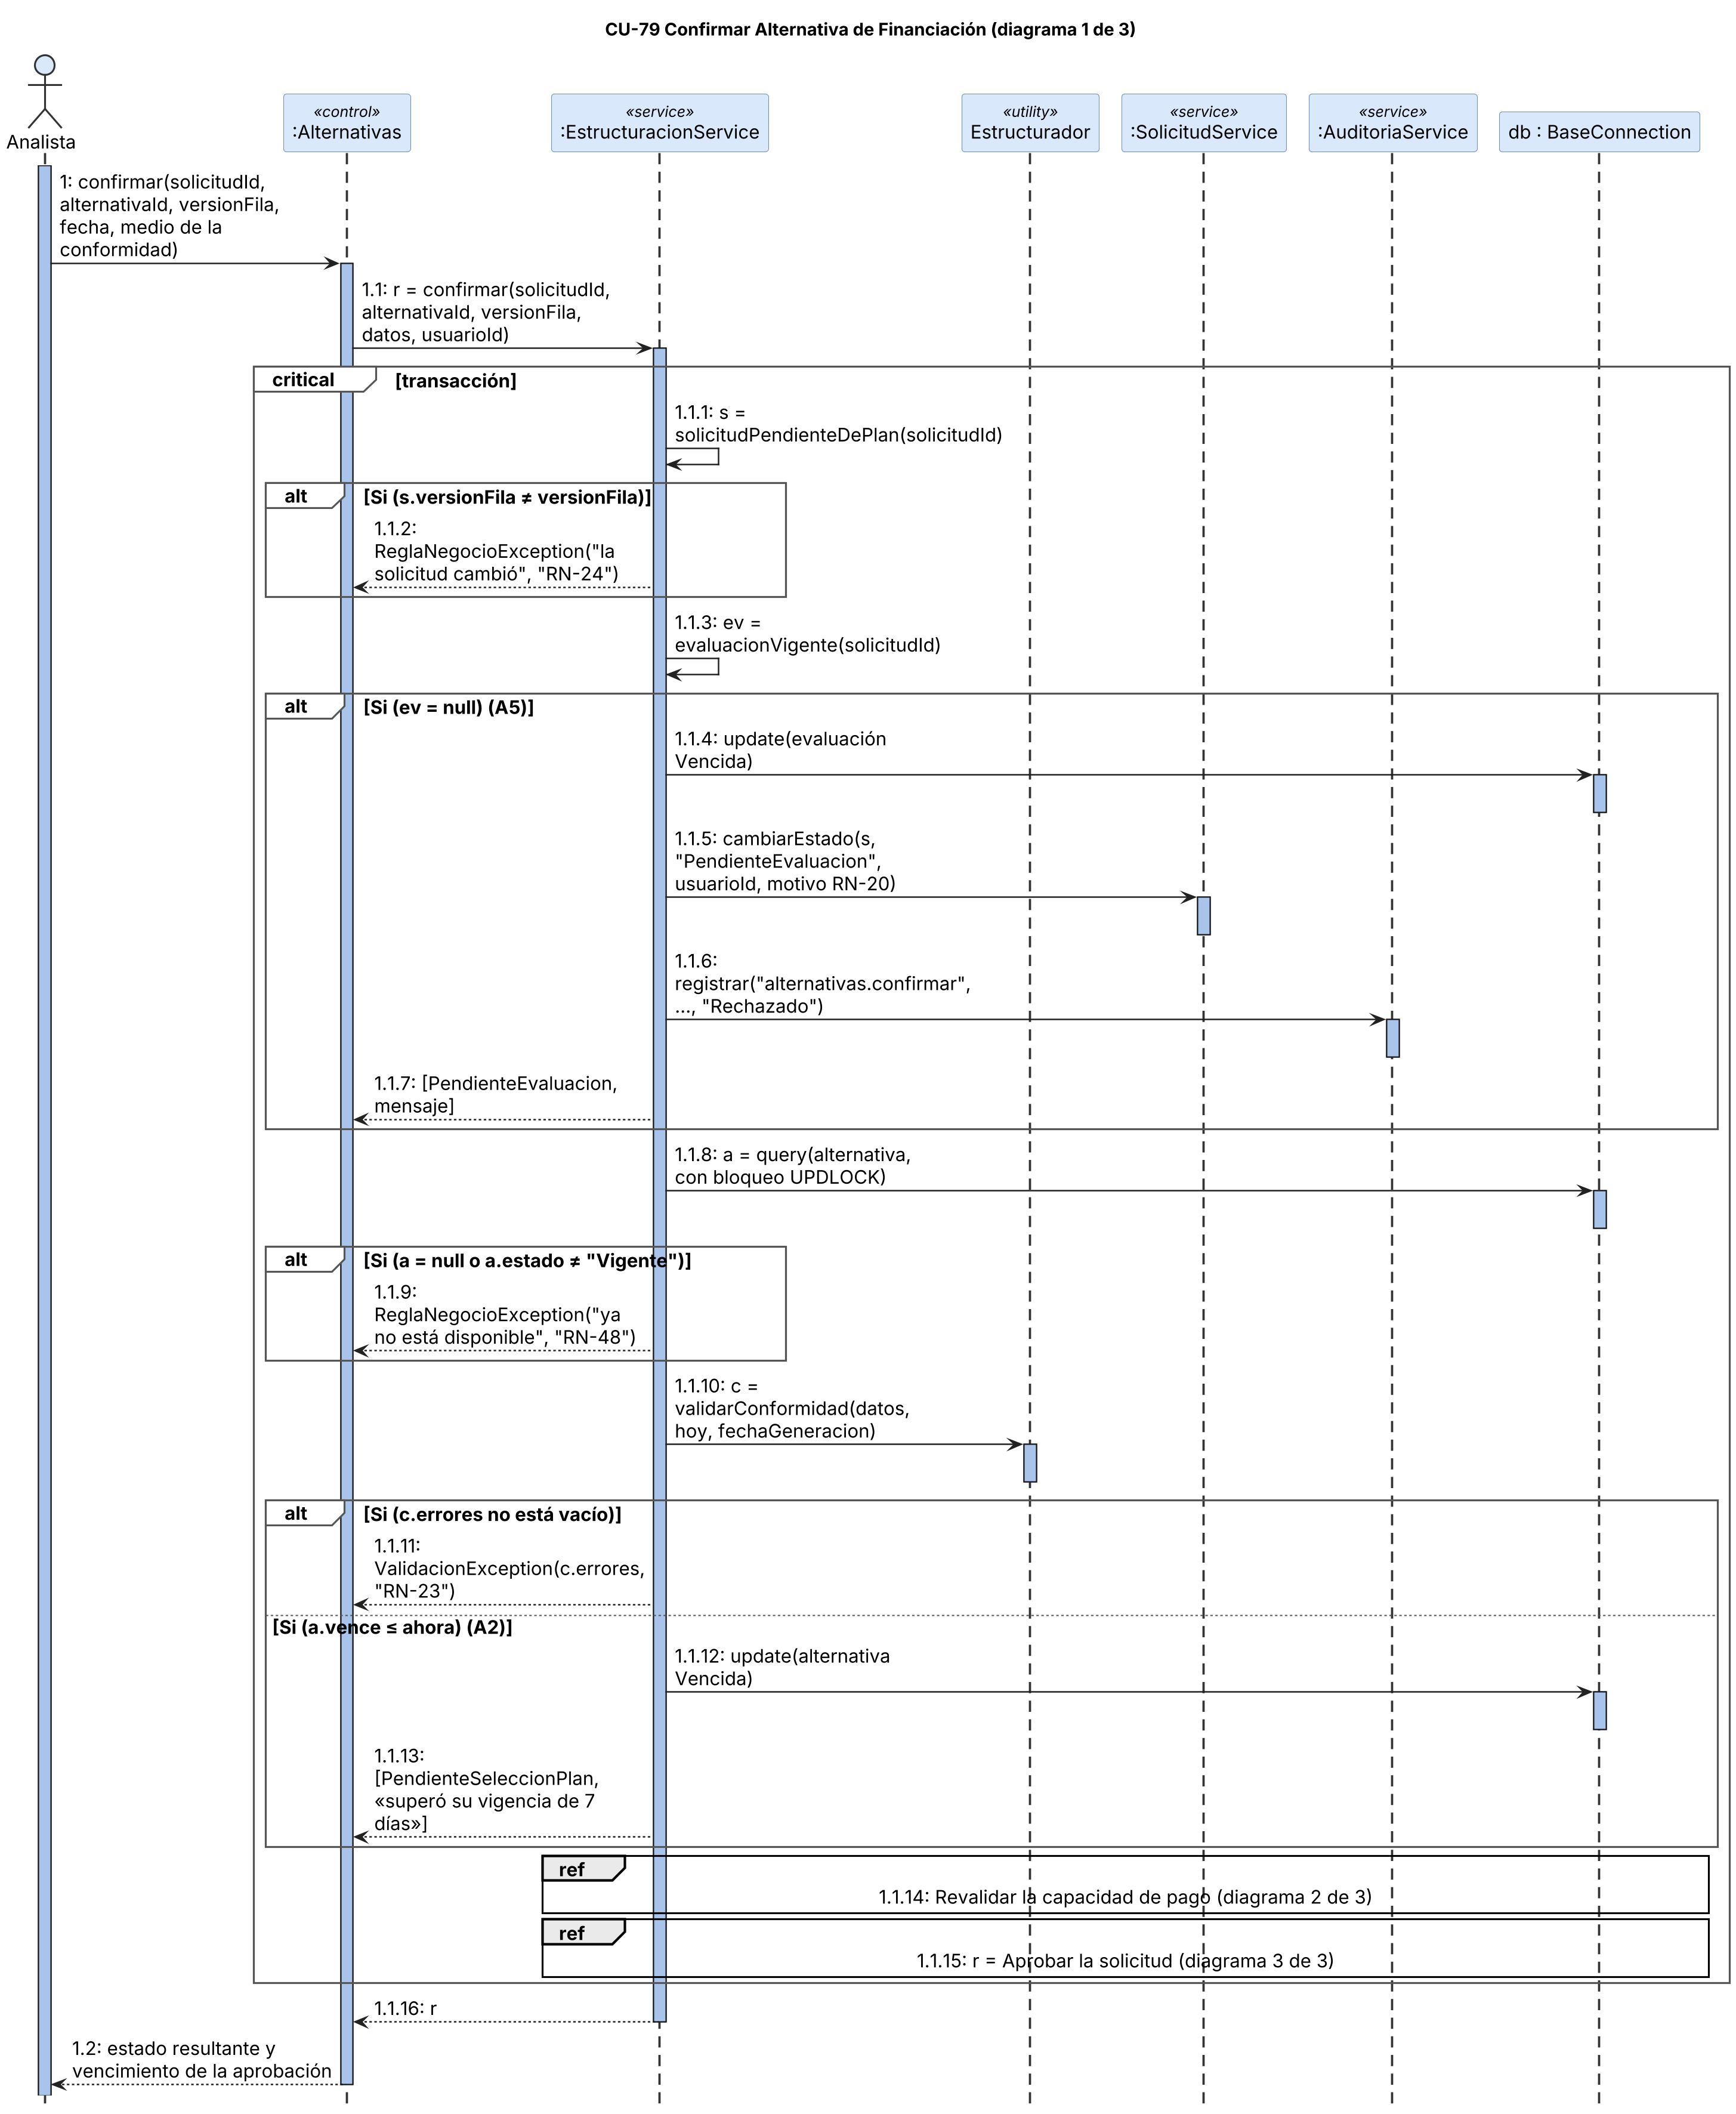 CU-79 Confirmar Alternativa de Financiación (diagrama 1 de 3)
Analista
«control»
:Alternativas
«service»
:EstructuracionService
«utility»
Estructurador
«service»
:SolicitudService
«service»
:AuditoriaService
db : BaseConnection
1: confirmar(solicitudId,
alternativaId, versionFila,
fecha, medio de la
conformidad)
1.1: r = confirmar(solicitudId,
alternativaId, versionFila,
datos, usuarioId)
critical
[transacción]
1.1.1: s =
solicitudPendienteDePlan(solicitudId)
alt
[Si (s.versionFila ≠ versionFila)]
1.1.2:
ReglaNegocioException("la
solicitud cambió", "RN-24")
1.1.3: ev =
evaluacionVigente(solicitudId)
alt
[Si (ev = null) (A5)]
1.1.4: update(evaluación
Vencida)
1.1.5: cambiarEstado(s,
"PendienteEvaluacion",
usuarioId, motivo RN-20)
1.1.6:
registrar("alternativas.confirmar",
..., "Rechazado")
1.1.7: [PendienteEvaluacion,
mensaje]
1.1.8: a = query(alternativa,
con bloqueo UPDLOCK)
alt
[Si (a = null o a.estado ≠ "Vigente")]
1.1.9:
ReglaNegocioException("ya
no está disponible", "RN-48")
1.1.10: c =
validarConformidad(datos,
hoy, fechaGeneracion)
alt
[Si (c.errores no está vacío)]
1.1.11:
ValidacionException(c.errores,
"RN-23")
[Si (a.vence ≤ ahora) (A2)]
1.1.12: update(alternativa
Vencida)
1.1.13:
[PendienteSeleccionPlan,
«superó su vigencia de 7
días»]
ref
1.1.14: Revalidar la capacidad de pago (diagrama 2 de 3)
ref
1.1.15: r = Aprobar la solicitud (diagrama 3 de 3)
1.1.16: r
1.2: estado resultante y
vencimiento de la aprobación